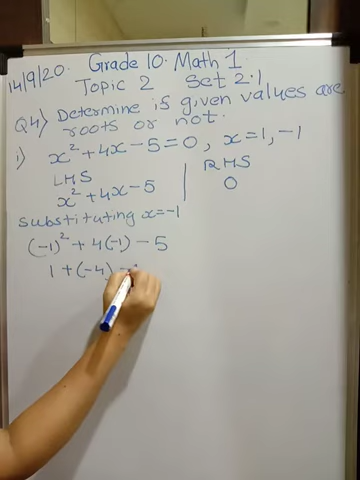 14/9/20. Grade 10. Math 1
Topic 2 Set 2.1
Q4) Determine is given values are
roots or not.
i) x² + 4x - 5 = 0, x = 1, -1
LHS RHS
x² + 4x - 5 0
Substituting x = -1
(-1)² + 4(-1) - 5
1 + (-4) -